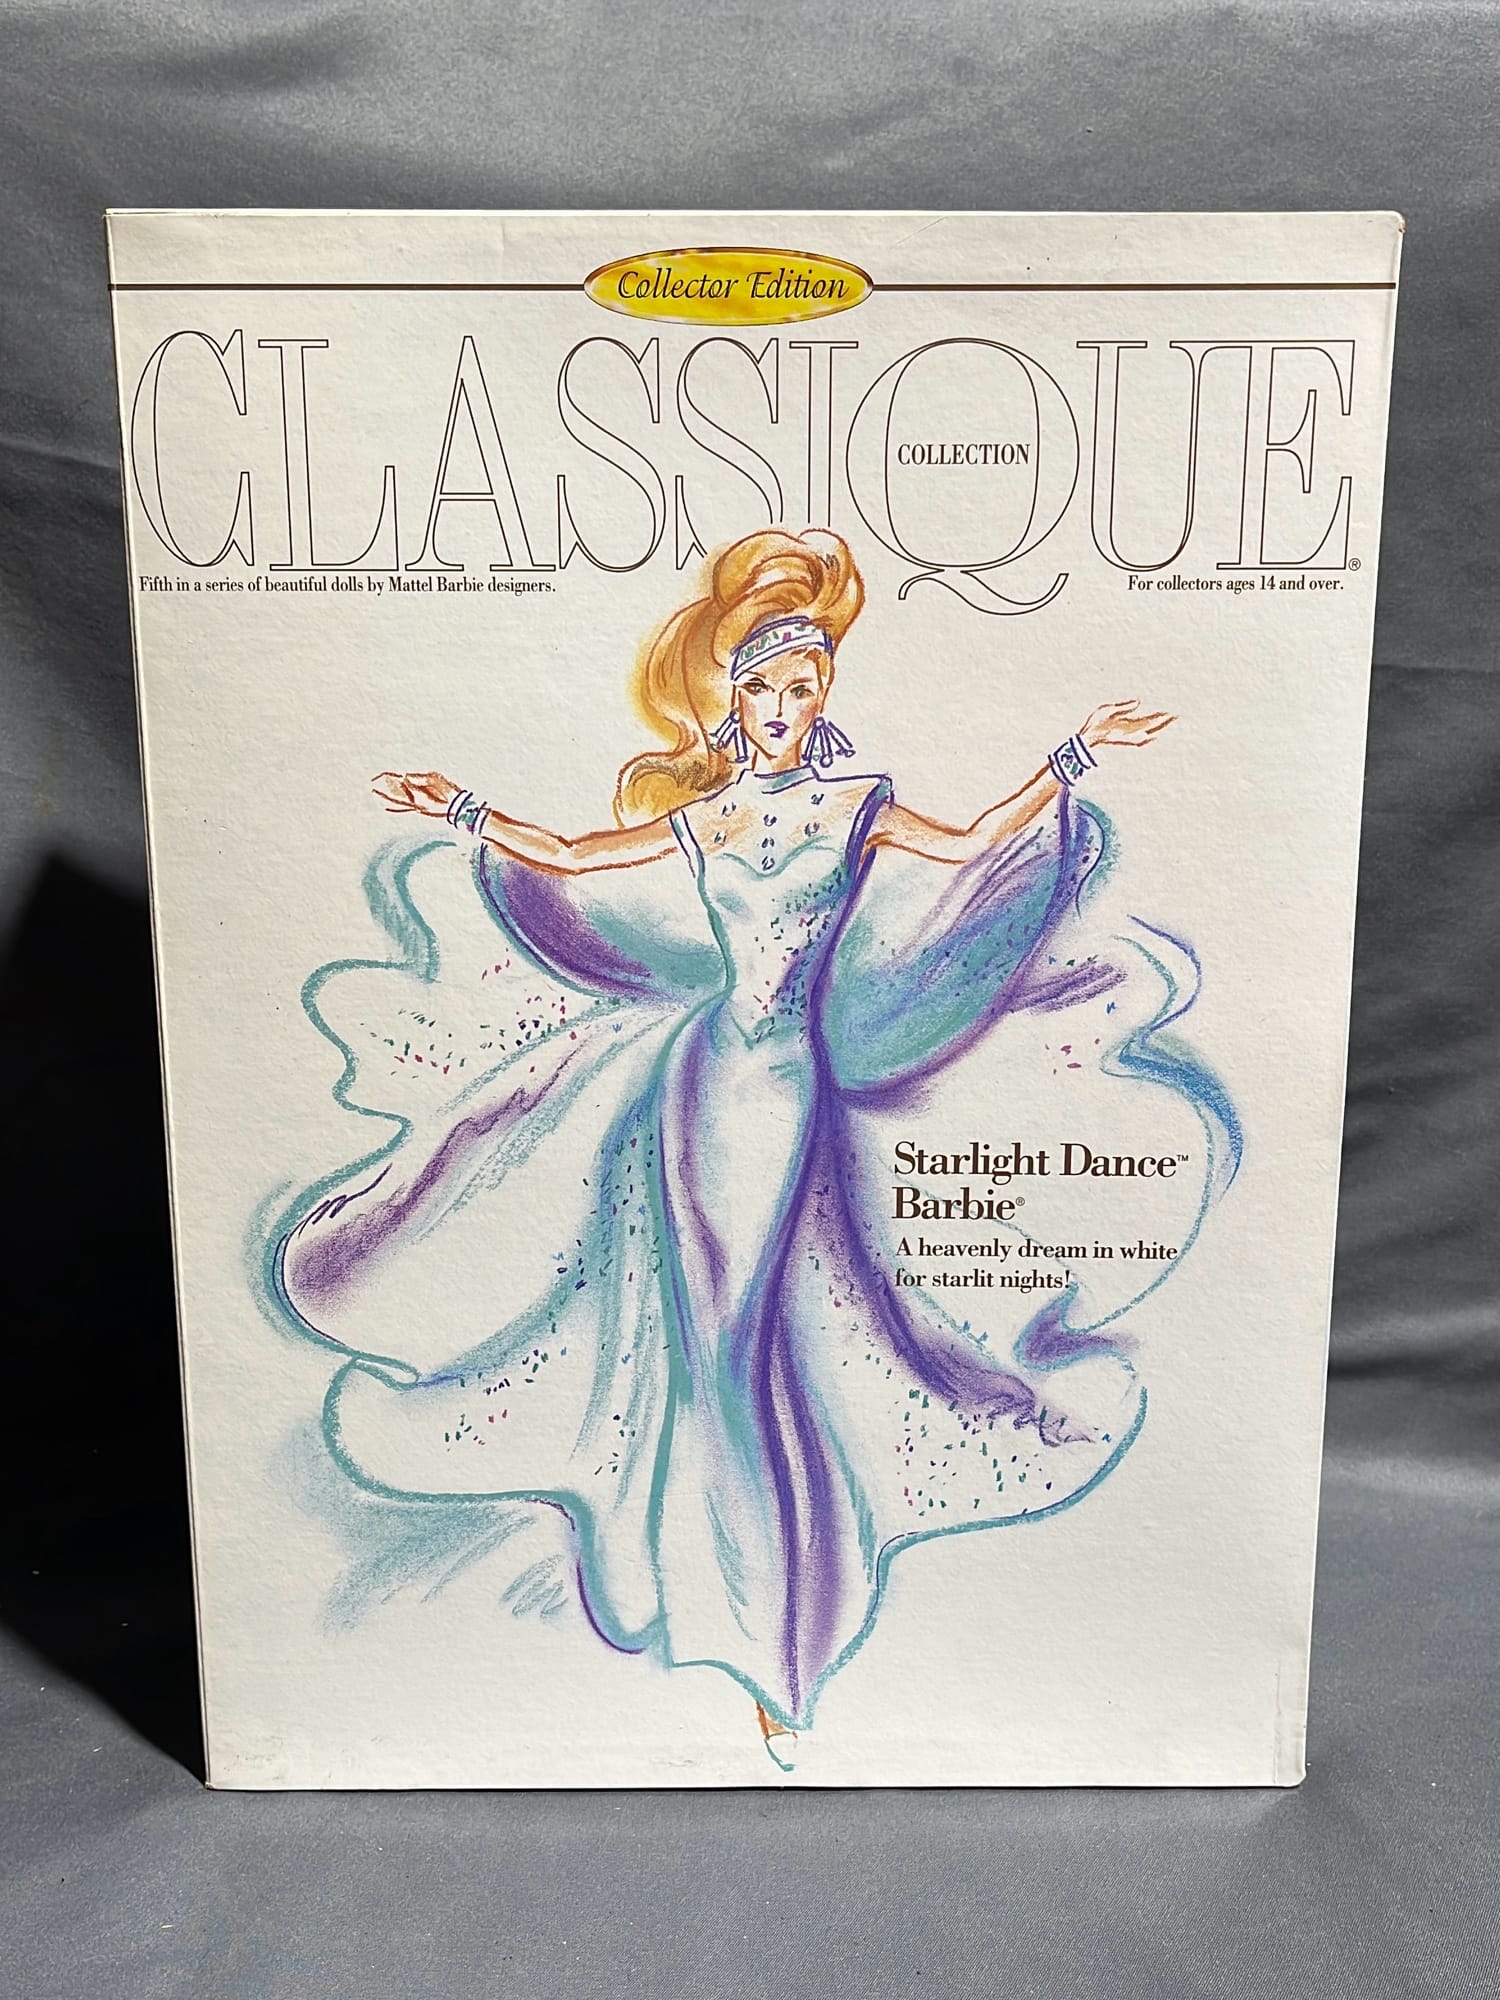 Collector Edition
CLASSIQUE®
COLLECTION
Fifth in a series of beautiful dolls by Mattel Barbie designers.
For collectors ages 14 and over.
Starlight Dance™
Barbie®
A heavenly dream in white
for starlit nights!